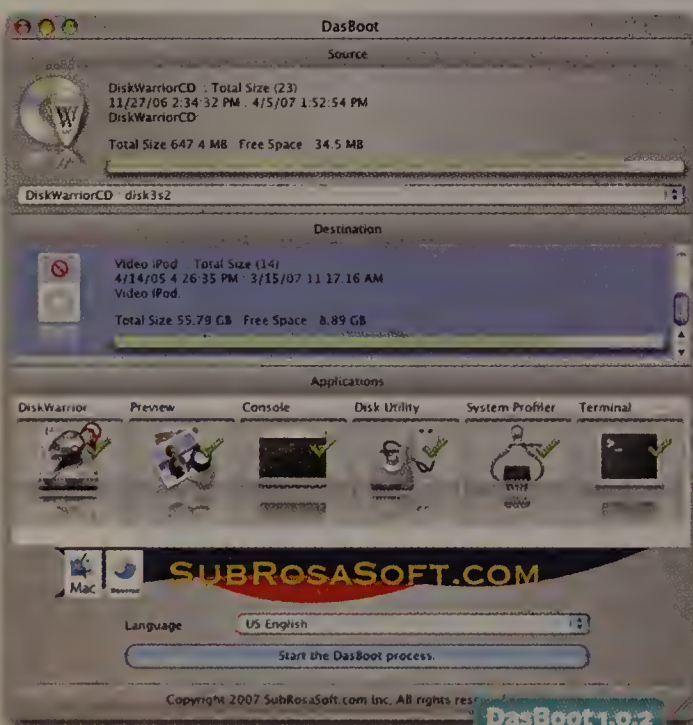 DasBoot
Source
DiskWarriorCD : Total Size (23)
11/27/06 2:34:32 PM . 4/5/07 1:52:54 PM
DiskWarriorCD
Total Size 647.4 MB Free Space 34.5 MB
DiskWarriorCD : disk3s2
Destination
Video iPod Total Size (14)
4/14/05 4:26:35 PM : 3/15/07 11:17:16 AM
Video iPod.
Total Size 55.79 GB Free Space 8.89 GB
Applications
DiskWarrior Preview Console Disk Utility System Profiler Terminal
W
>_
Mac
SUBROSASOFT.COM
Language US English
Start the DasBoot process.
Copyright 2007 SubRosaSoft.com Inc, All rights
DasBoot 1.0.2